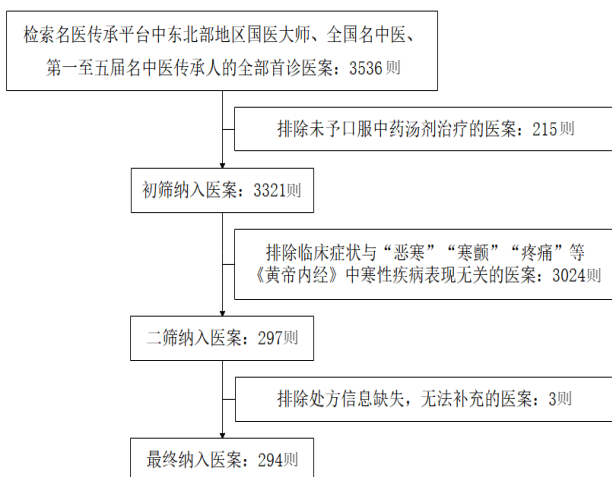 检索名医传承平台中东北部地区国医大师、全国名中医、
第一至五届名中医传承人的全部首诊医案：3536则
排除未予口服中药汤剂治疗的医案：215则
初筛纳入医案：3321则
排除临床症状与“恶寒”“寒颤”“疼痛”等
《黄帝内经》中寒性疾病表现无关的医案：3024则
二筛纳入医案：297则
排除处方信息缺失，无法补充的医案：3则
最终纳入医案：294则